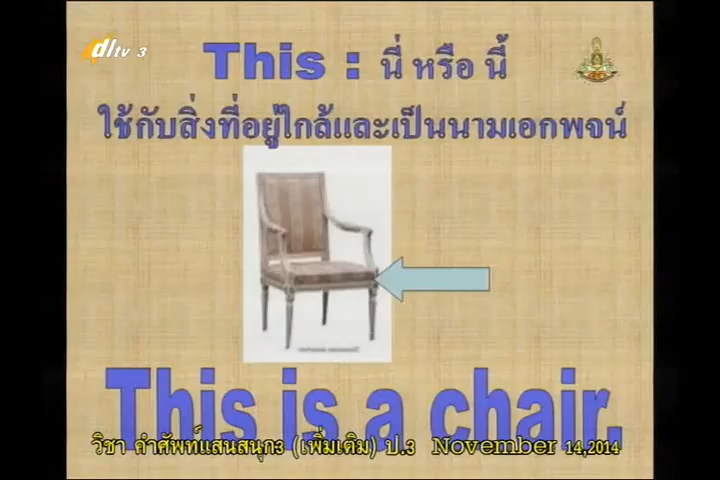 dltv 3
This : นี่ หรือ นี้
ใช้กับสิ่งที่อยู่ใกล้และเป็นนามเอกพจน์
This is a chair.
วิชา คำศัพท์แสนสนุก3 (เพิ่มเติม) ป.3 November 14,2014